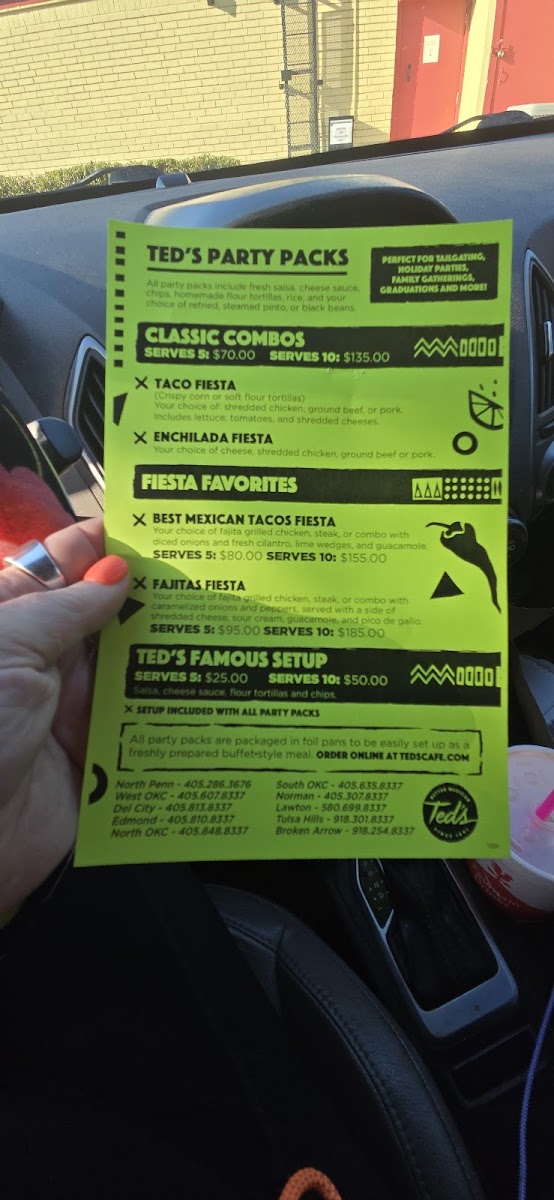 TED'S PARTY PACKS
PERFECT FOR TAILGATING,
HOLIDAY PARTIES,
FAMILY GATHERINGS,
GRADUATIONS AND MORE!
All party packs include fresh salsa, cheese sauce,
chips, homemade flour tortillas, rice, and your
choice of refried, steamed pinto, or black beans.
CLASSIC COMBOS
SERVES 5: $70.00 SERVES 10: $135.00
TACO FIESTA
(Crispy corn or soft flour tortillas)
Your choice of: shredded chicken, ground beef, or pork.
Includes lettuce, tomatoes, and shredded cheeses.
ENCHILADA FIESTA
Your choice of cheese, shredded chicken, ground beef or pork.
FIESTA FAVORITES
BEST MEXICAN TACOS FIESTA
Your choice of fajita grilled chicken, steak, or combo with
diced onions and fresh cilantro, lime wedges, and guacamole.
SERVES 5: $80.00 SERVES 10: $155.00
FAJITAS FIESTA
Your choice of fajita grilled chicken, steak, or combo with
caramelized onions and peppers, served with a side of
shredded cheese, sour cream, guacamole, and pico de gallo.
SERVES 5: $95.00 SERVES 10: $185.00
TED'S FAMOUS SETUP
SERVES 5: $25.00 SERVES 10: $50.00
Salsa, cheese sauce, flour tortillas and chips.
SETUP INCLUDED WITH ALL PARTY PACKS
All party packs are packaged in foil pans to be easily set up as a
freshly prepared buffet-style meal. ORDER ONLINE AT TEDSCAFE.COM
North Penn - 405.286.3676
West OKC - 405.607.8337
Del City - 405.813.8337
Edmond - 405.810.8337
North OKC - 405.848.8337
South OKC - 405.635.8337
Norman - 405.307.8337
Lawton - 580.699.8337
Tulsa Hills - 918.301.8337
Broken Arrow - 918.254.8337
Ted's
SINCE 1991